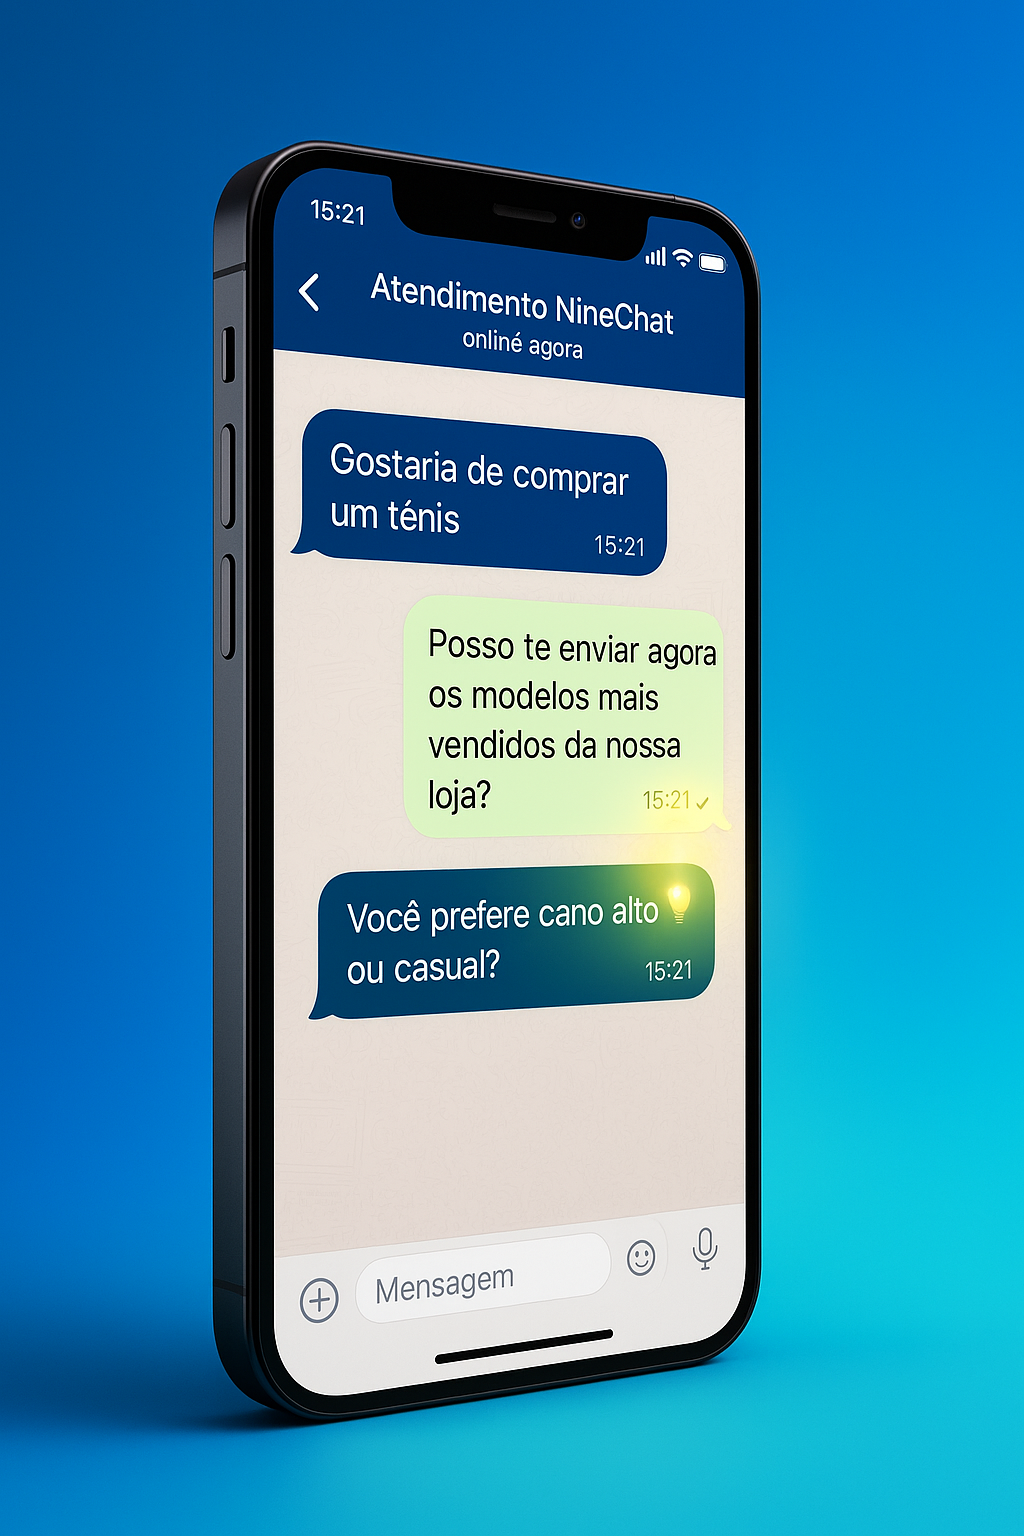 15:21
Atendimento NineChat
onliné agora
Gostaria de comprar
um ténis
15:21
Posso te enviar agora
os modelos mais
vendidos da nossa
loja?
15:21
Você prefere cano alto
ou casual?
15:21
Mensagem